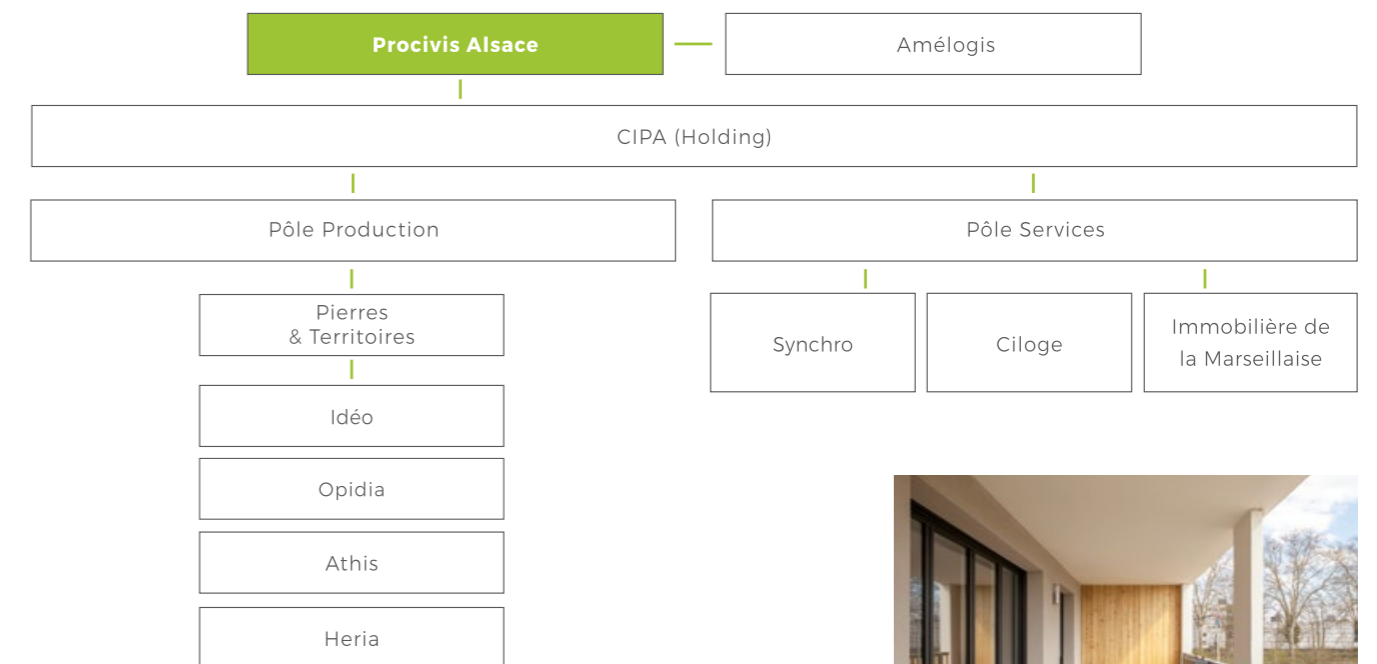 Procivis Alsace
Amélogis
CIPA (Holding)
Pôle Production
Pôle Services
Pierres
& Territoires
Synchro
Ciloge
Immobilière de
la Marseillaise
Idéo
Opidia
Athis
Heria